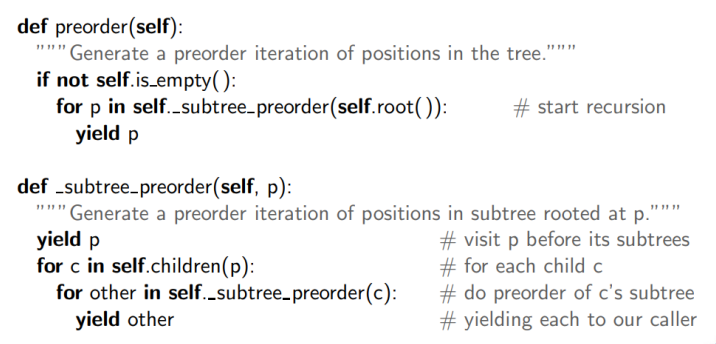 def preorder(self):
"""Generate a preorder iteration of positions in the tree."""
if not self.is_empty():
for p in self._subtree_preorder(self.root()): # start recursion
yield p
def _subtree_preorder(self, p):
"""Generate a preorder iteration of positions in subtree rooted at p."""
yield p # visit p before its subtrees
for c in self.children(p): # for each child c
for other in self._subtree_preorder(c): # do preorder of c's subtree
yield other # yielding each to our caller